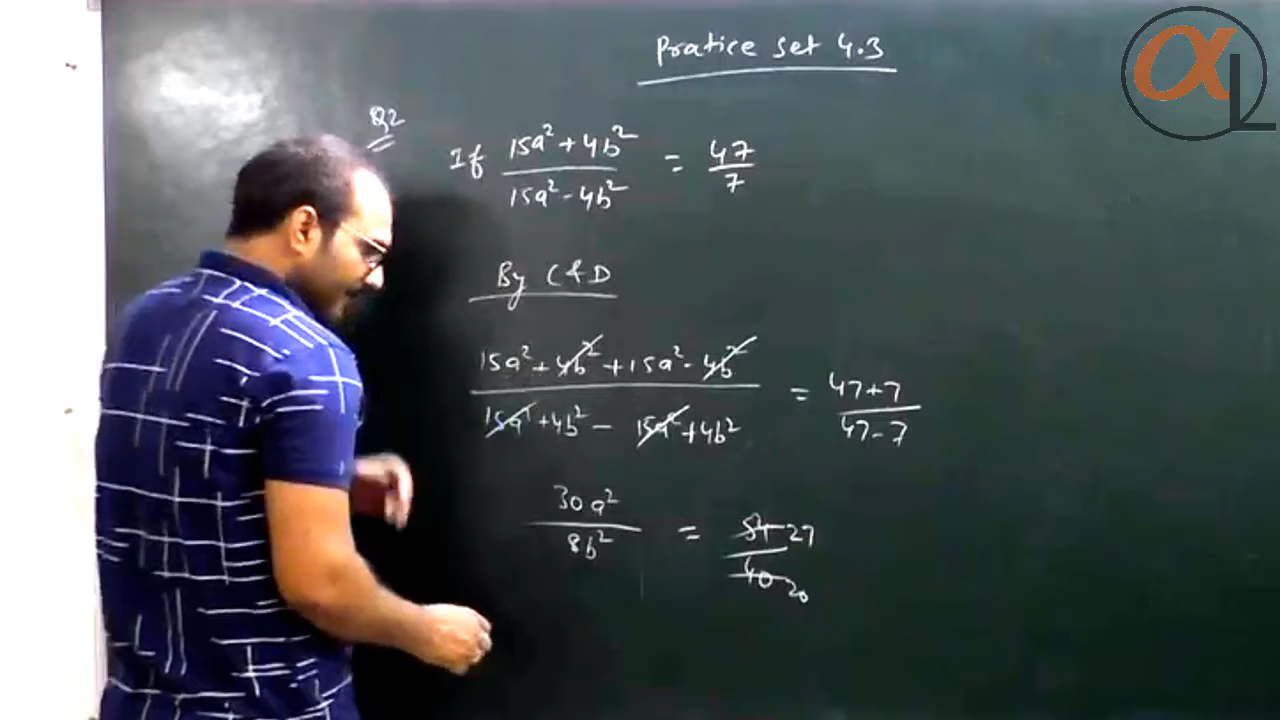 Pratice Set 4.3
Q2
If (15a²+4b²)/(15a²-4b²) = 47/7
By C&D
(15a²+4b²+15a²-4b²)/(15a²+4b²-15a²+4b²) = (47+7)/(47-7)
30a²/8b² = 54 27/40 20
αL